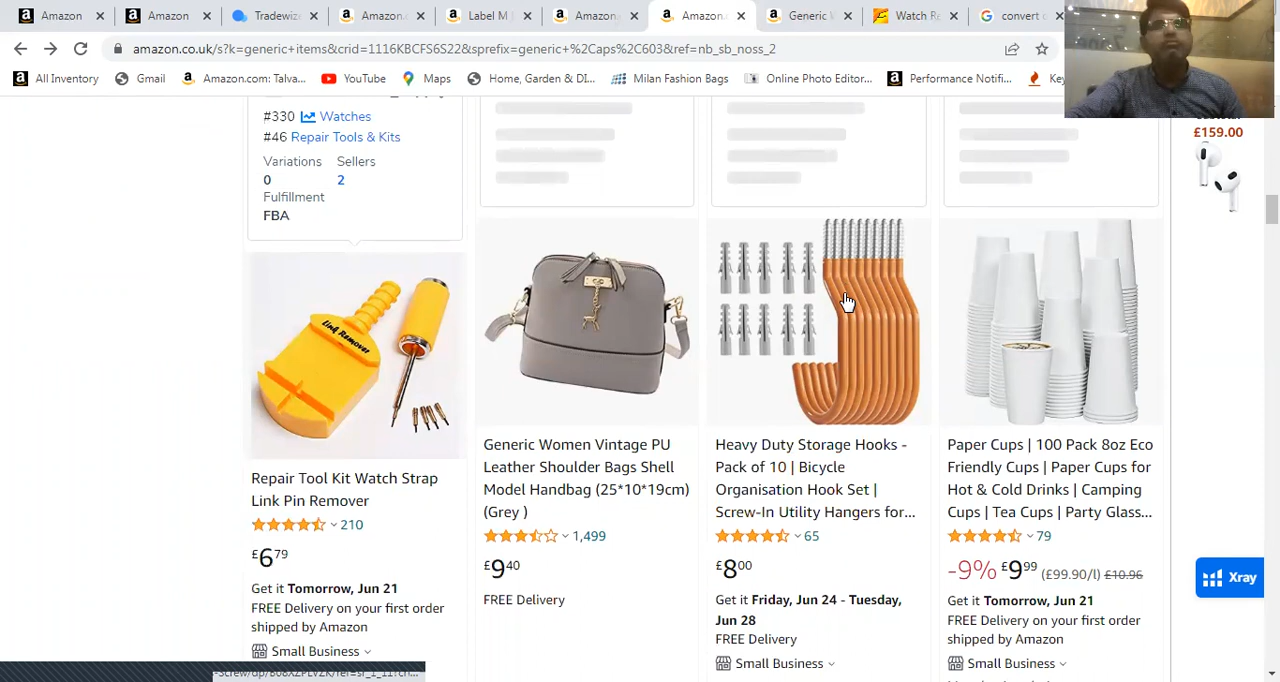 Amazon
Amazon
Tradewize
Amazon.
Label M
Amazon
Amazon.
Generic
Watch Re
convert
amazon.co.uk/s?k=generic+items&crid=1116KBCFS6S22&sprefix=generic+%2Caps%2C603&ref=nb_sb_noss_2
All Inventory
Gmail
Amazon.com: Talva...
YouTube
Maps
Home, Garden & DI...
Milan Fashion Bags
Online Photo Editor...
Performance Notifi...
£159.00
#330 Watches
#46 Repair Tools & Kits
Variations Sellers
0 2
Fulfillment
FBA
Link Remover
Repair Tool Kit Watch Strap
Link Pin Remover
210
£6.79
Get it Tomorrow, Jun 21
FREE Delivery on your first order
shipped by Amazon
Small Business
Generic Women Vintage PU
Leather Shoulder Bags Shell
Model Handbag (25*10*19cm)
(Grey )
1,499
£9.40
FREE Delivery
Heavy Duty Storage Hooks -
Pack of 10 | Bicycle
Organisation Hook Set |
Screw-In Utility Hangers for...
65
£8.00
Get it Friday, Jun 24 - Tuesday,
Jun 28
FREE Delivery
Small Business
Paper Cups | 100 Pack 8oz Eco
Friendly Cups | Paper Cups for
Hot & Cold Drinks | Camping
Cups | Tea Cups | Party Glass...
79
-9% £9.99 (£99.90/l) £10.96
Get it Tomorrow, Jun 21
FREE Delivery on your first order
shipped by Amazon
Small Business
Xray